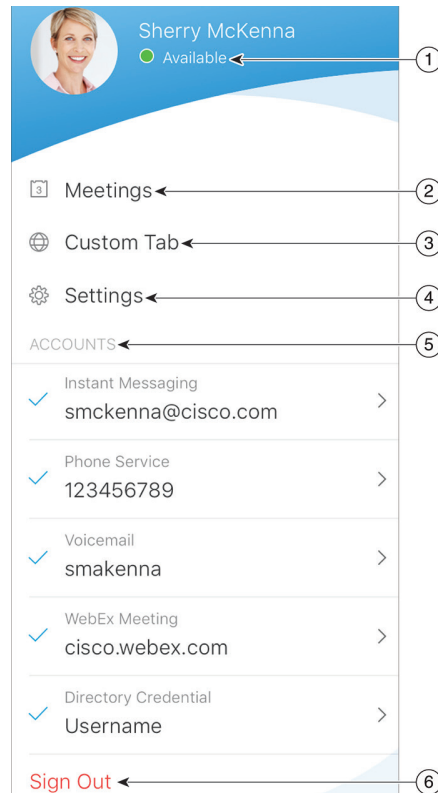 Sherry McKenna
Available
1
3
Meetings
2
Custom Tab
3
Settings
4
ACCOUNTS
5
Instant Messaging
smckenna@cisco.com
Phone Service
123456789
Voicemail
smakenna
WebEx Meeting
cisco.webex.com
Directory Credential
Username
Sign Out
6